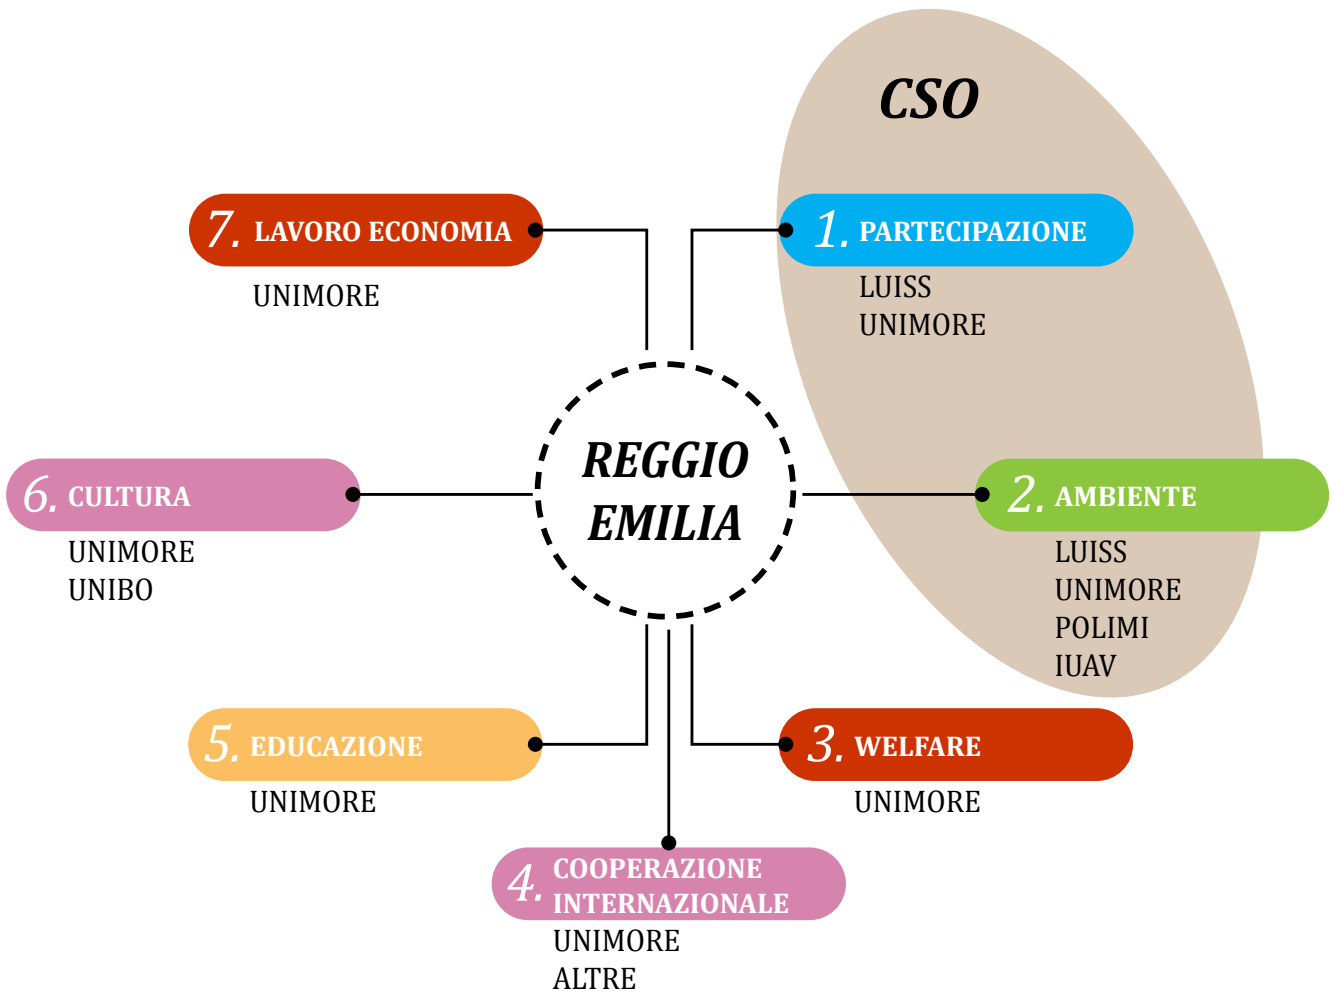 CSO
1. PARTECIPAZIONE
LUISS
UNIMORE
2. AMBIENTE
LUISS
UNIMORE
POLIMI
IUAV
3. WELFARE
UNIMORE
4. COOPERAZIONE
INTERNAZIONALE
UNIMORE
ALTRE
5. EDUCAZIONE
UNIMORE
6. CULTURA
UNIMORE
UNIBO
7. LAVORO ECONOMIA
UNIMORE
REGGIO
EMILIA